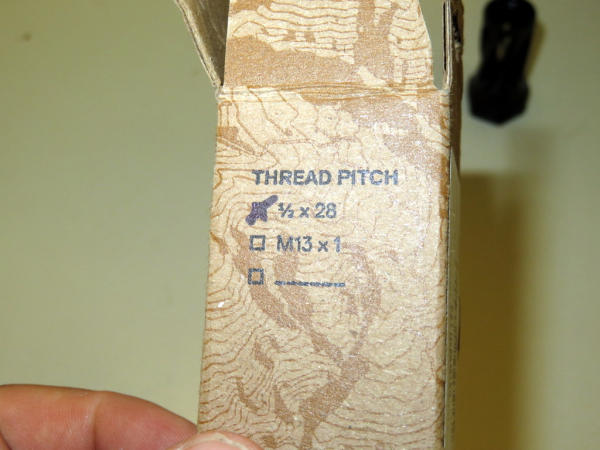 THREAD PITCH
½ x 28
M13 x 1